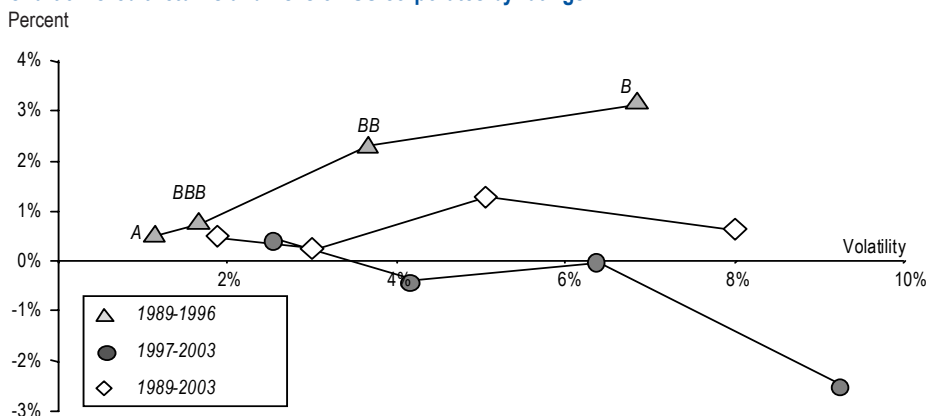 Percent
4%
B
3%
BB
2%
BBB
1%
A
Volatility
0%
2%
4%
6%
8%
10%
-1%
1989-1996
1997-2003
-2%
1989-2003
-3%